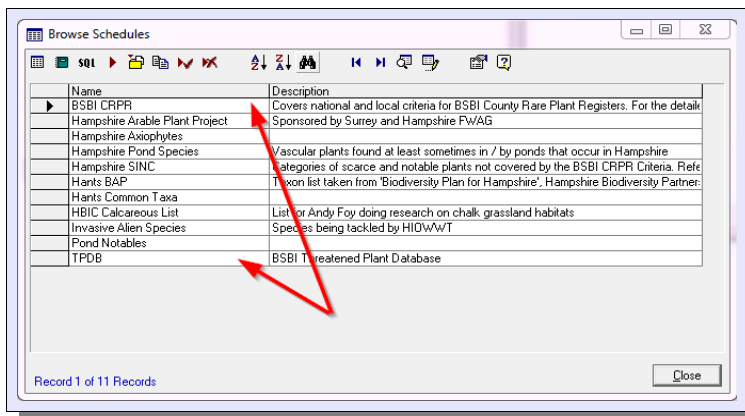 Browse Schedules
SQL
Name Description
BSBI CRPR Covers national and local criteria for BSBI County Rare Plant Registers. For the detaile
Hampshire Arable Plant Project Sponsored by Surrey and Hampshire FWAG
Hampshire Axiophytes
Hampshire Pond Species Vascular plants found at least sometimes in / by ponds that occur in Hampshire
Hampshire SINC Categories of scarce and notable plants not covered by the BSBI CRPR Criteria. Refe
Hants BAP Taxon list taken from 'Biodiversity Plan for Hampshire', Hampshire Biodiversity Partner:
Hants Common Taxa
HBIC Calcareous List List for Andy Foy doing research on chalk grassland habitats
Invasive Alien Species Species being tackled by HIOWWT
Pond Notables
TPDB BSBI Threatened Plant Database
Record 1 of 11 Records
Close